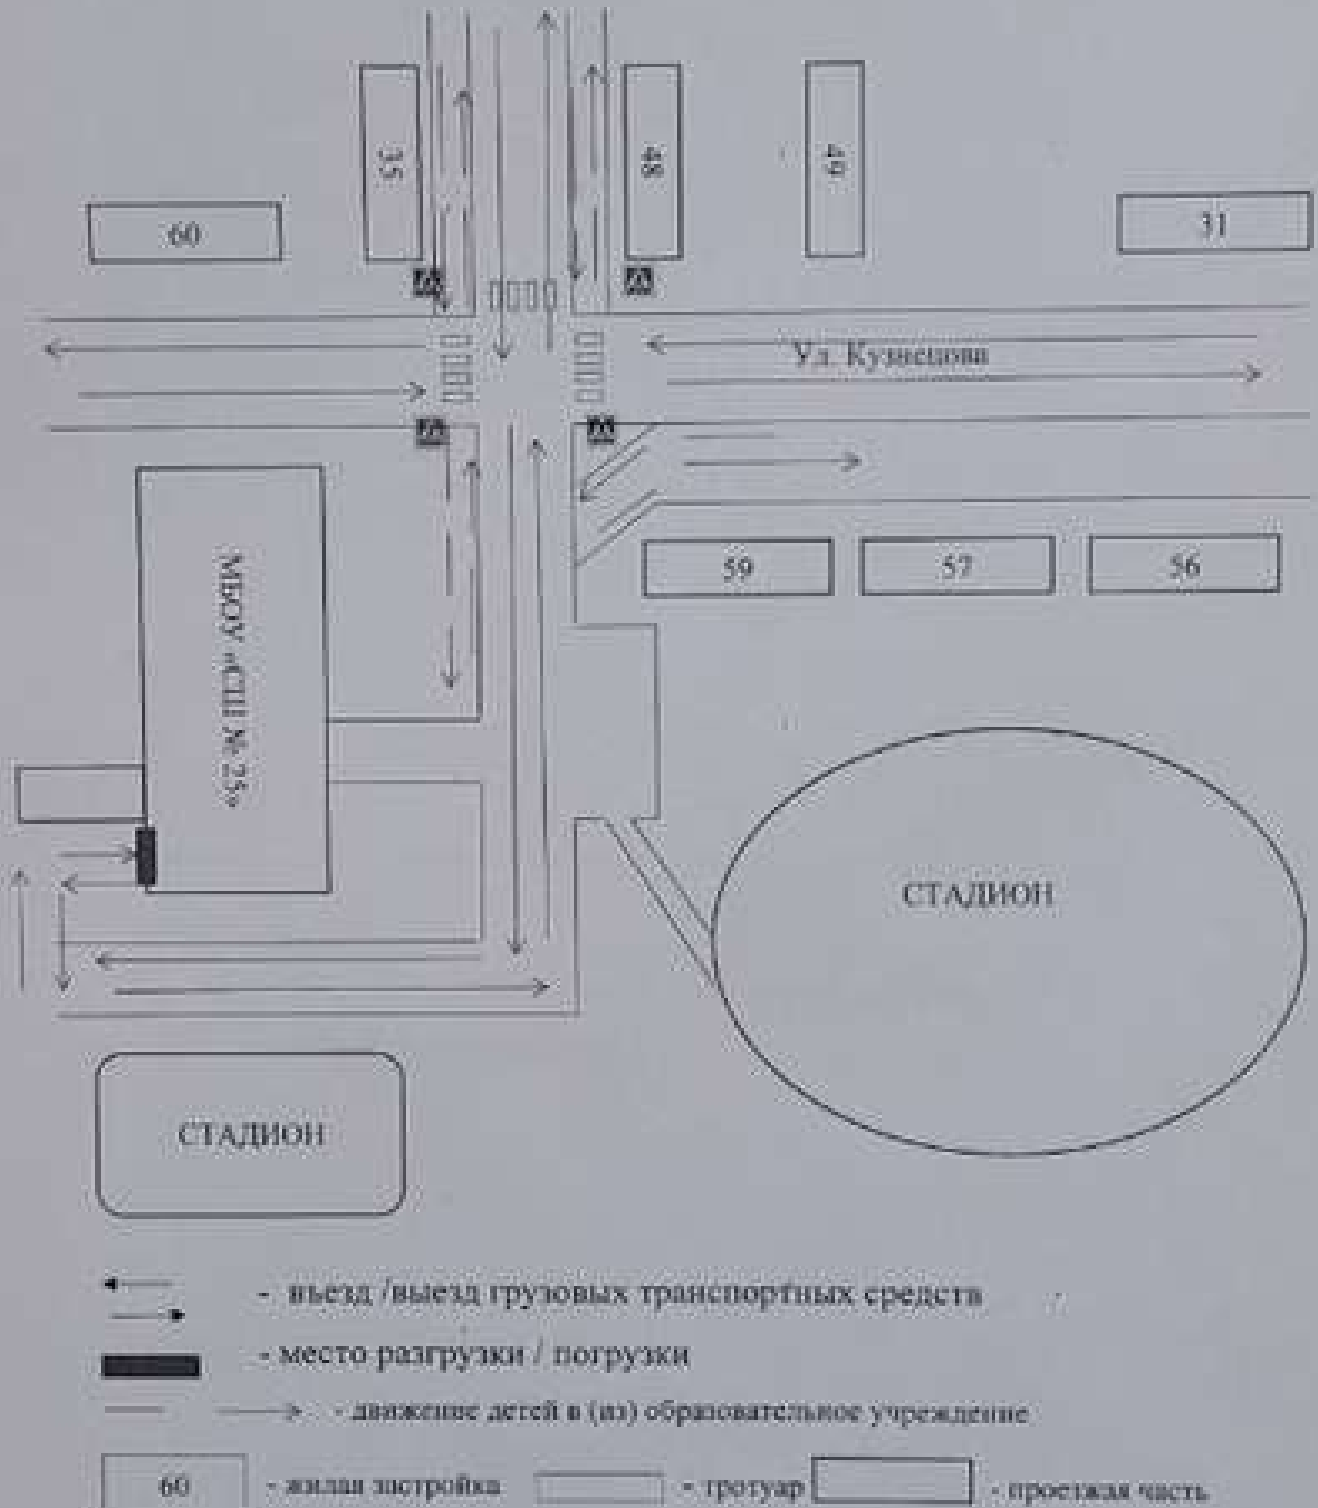 35
48
49
60
31
Ул. Кузнецова
59
57
56
МБОУ «СШ № 25»
СТАДИОН
СТАДИОН
- въезд /выезд грузовых транспортных средств
- место разгрузки / погрузки
- движение детей в (из) образовательное учреждение
60 - жилая застройка - тротуар - проезжая часть